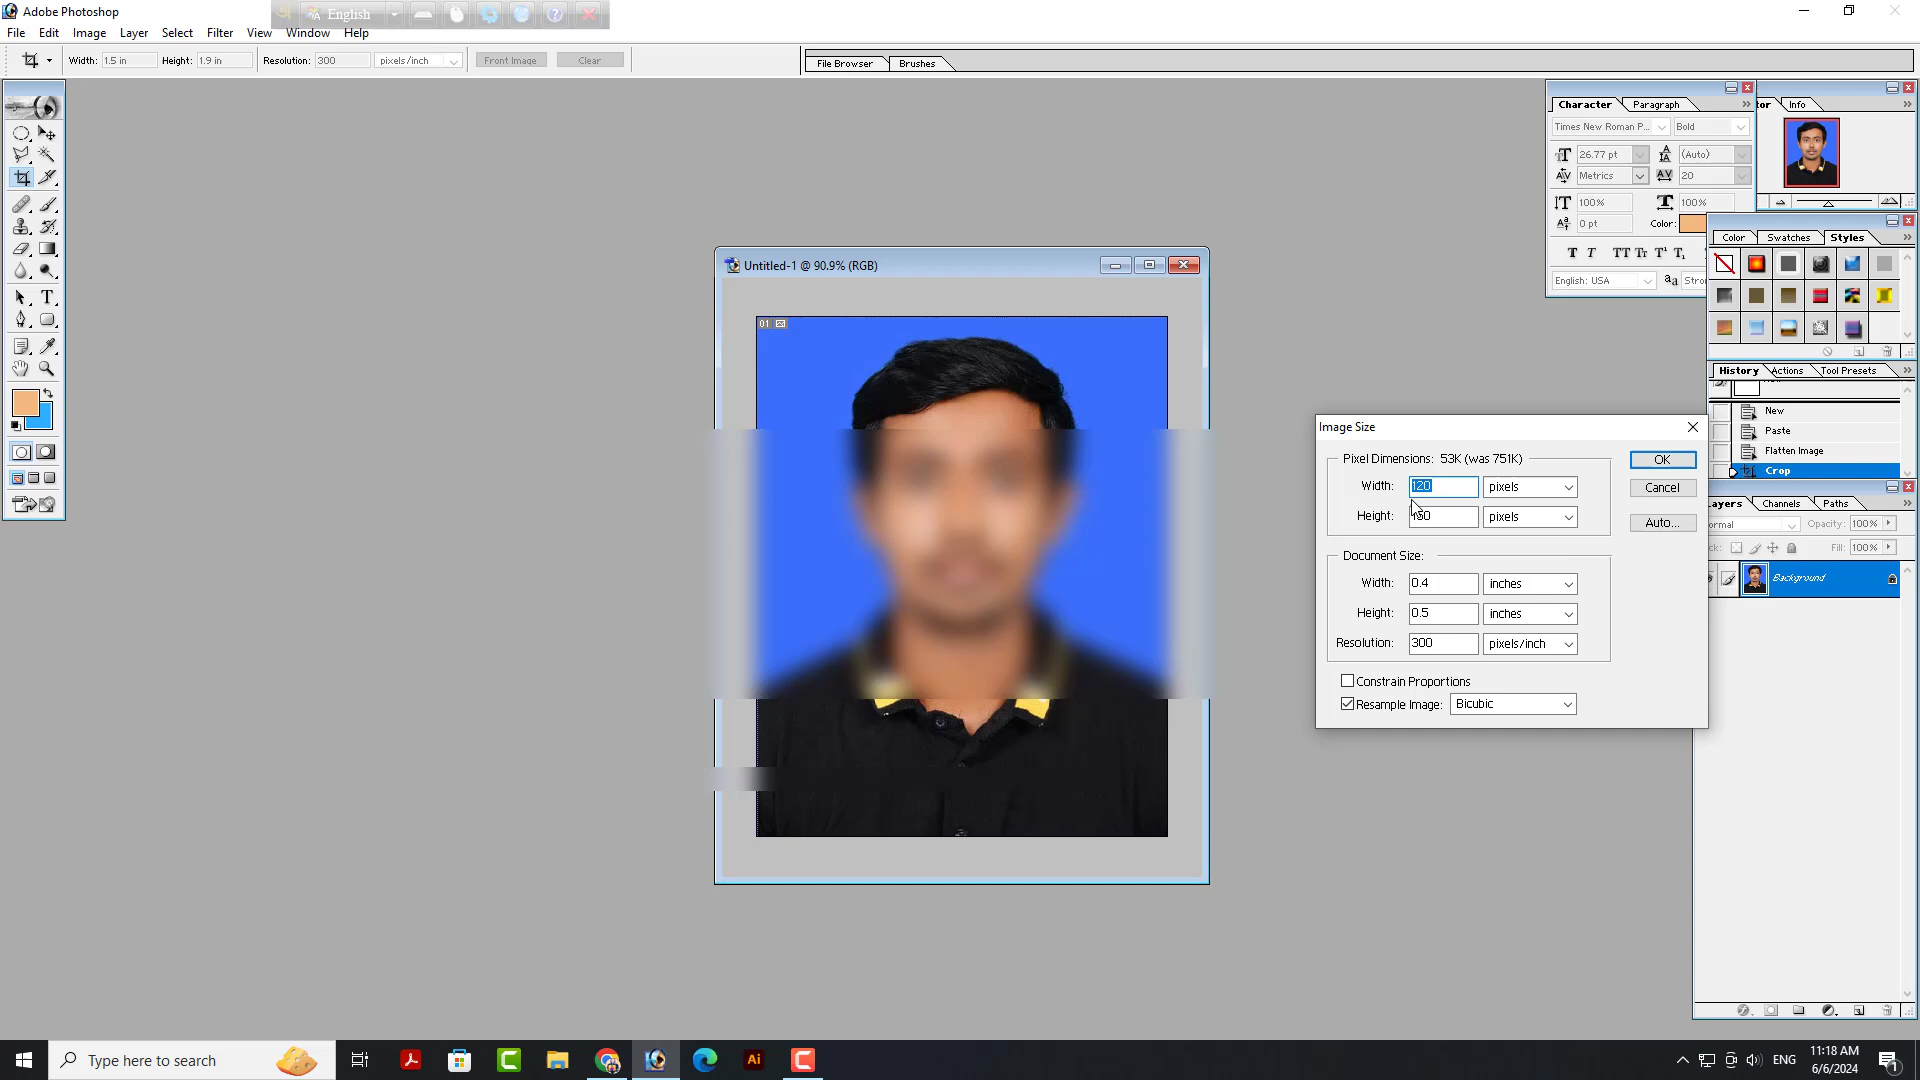 Adobe Photoshop
English
File Edit Image Layer Select Filter View Window Help
Width: 1.5 in Height: 1.9 in Resolution: 300 pixels/inch Front Image Clear
File Browser Brushes
Character Paragraph
Info
Times New Roman P... Bold
26.77 pt (Auto)
Metrics 20
100% 100%
0 pt Color:
English: USA
Color Swatches Styles
Untitled-1 @ 90.9% (RGB)
01
History Actions Tool Presets
New
Paste
Flatten Image
Crop
Layers Channels Paths
Opacity: 100%
Fill: 100%
Background
Image Size
Pixel Dimensions: 53K (was 751K)
Width: 120 pixels
Height: pixels
Document Size:
Width: 0.4 inches
Height: 0.5 inches
Resolution: 300 pixels/inch
Constrain Proportions
Resample Image: Bicubic
OK
Cancel
Auto...
Type here to search
Ai
ENG
11:18 AM
6/6/2024
1